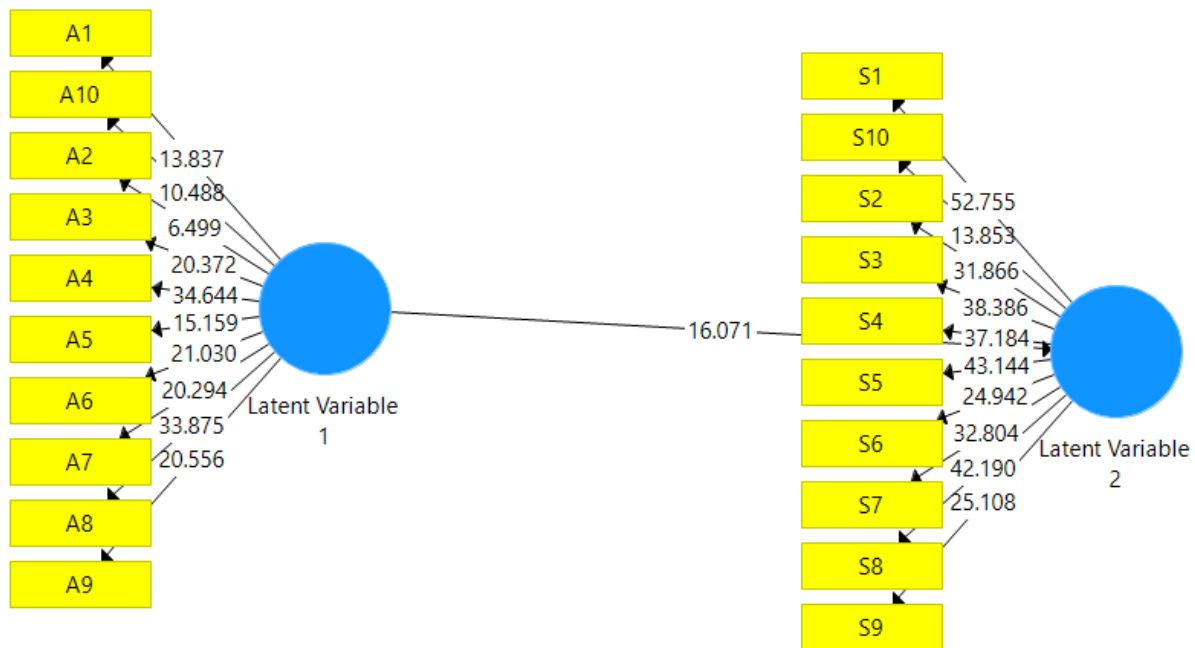 A1
A10
A2
A3
A4
A5
A6
A7
A8
A9
13.837
10.488
6.499
20.372
34.644
15.159
21.030
20.294
33.875
20.556
Latent Variable
1
16.071
S1
S10
S2
S3
S4
S5
S6
S7
S8
S9
52.755
13.853
31.866
38.386
37.184
43.144
24.942
32.804
42.190
25.108
Latent Variable
2